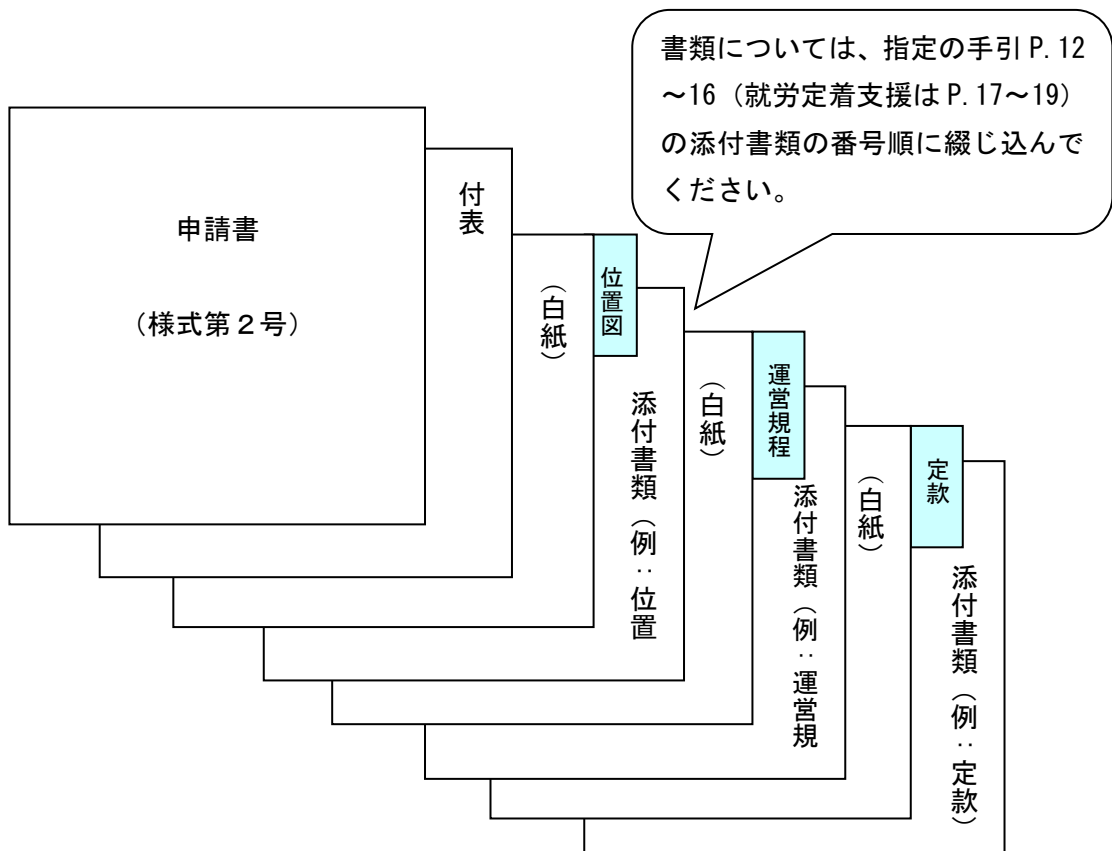 書類については、指定の手引 P.12
～16（就労定着支援は P.17～19）
の添付書類の番号順に綴じ込んで
ください。
申請書
（様式第２号）
付表
（白紙）
位置図
添付書類（例：位置
（白紙）
運営規程
添付書類（例：運営規
（白紙）
定款
添付書類（例：定款）